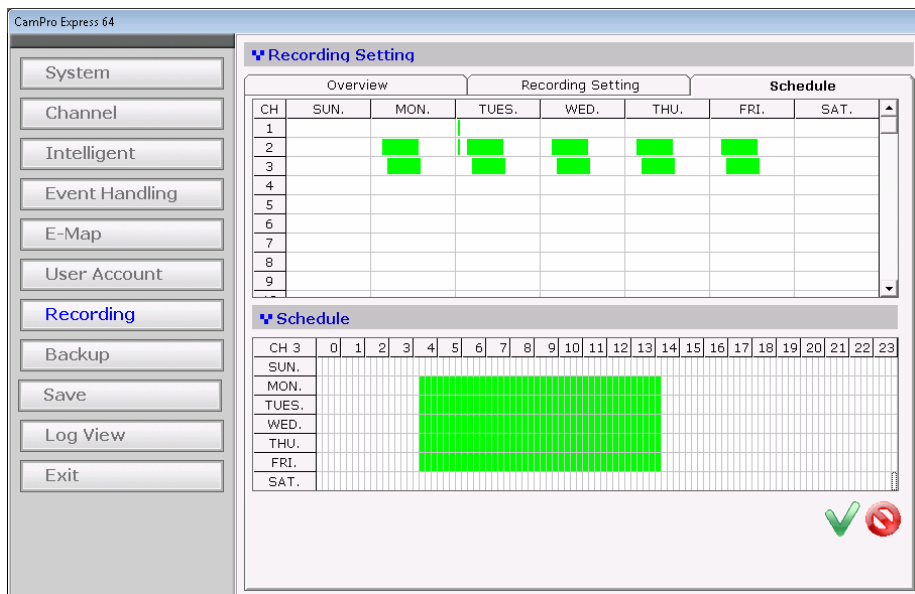 CamPro Express 64
System
Channel
Intelligent
Event Handling
E-Map
User Account
Recording
Backup
Save
Log View
Exit
Recording Setting
Overview Recording Setting Schedule
CH SUN. MON. TUES. WED. THU. FRI. SAT.
1
2
3
4
5
6
7
8
9
Schedule
CH 3 0 1 2 3 4 5 6 7 8 9 10 11 12 13 14 15 16 17 18 19 20 21 22 23
SUN.
MON.
TUES.
WED.
THU.
FRI.
SAT.